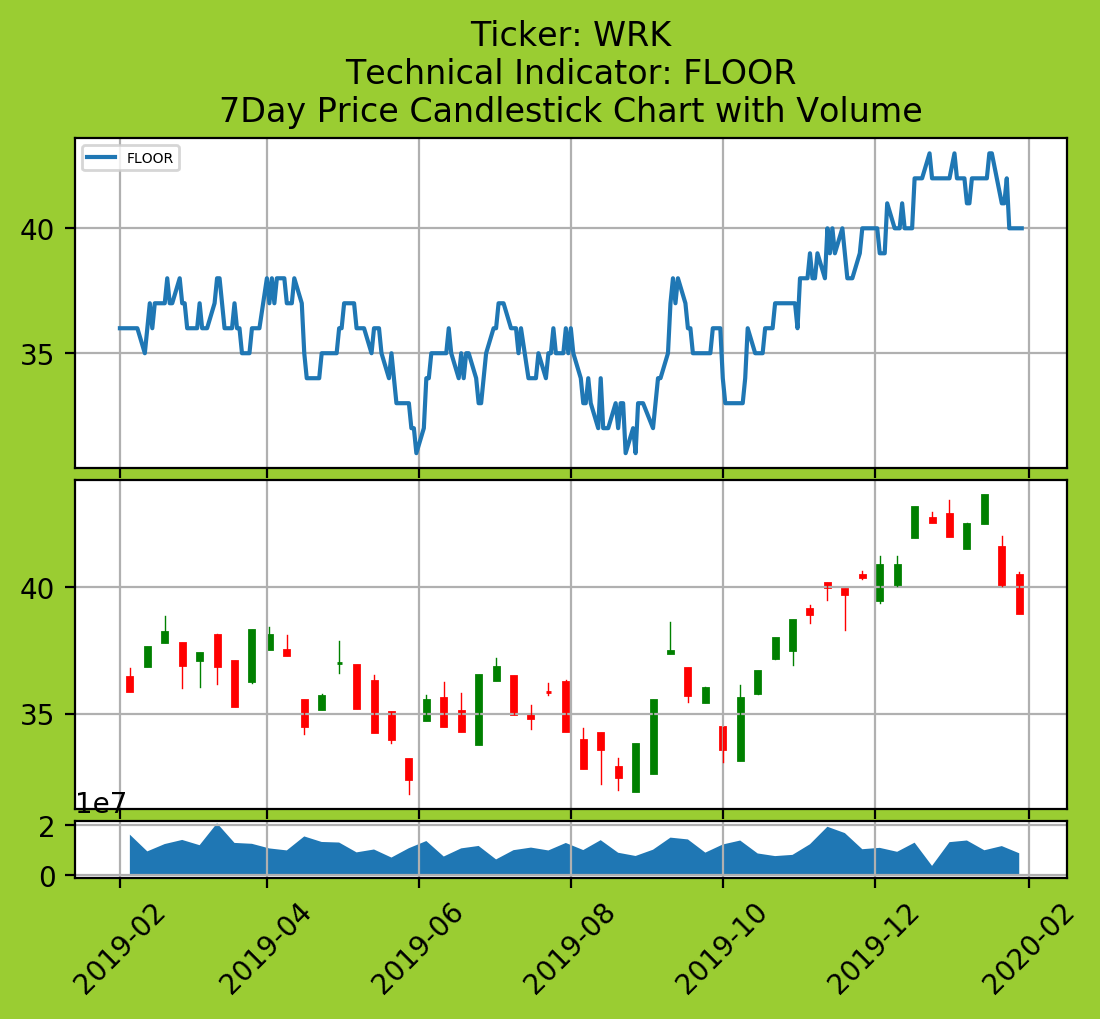 Ticker: WRK
Technical Indicator: FLOOR
7Day Price Candlestick Chart with Volume
FLOOR
40
35
40
35
1e7
2
0
2019-02 2019-04 2019-06 2019-08 2019-10 2019-12 2020-02